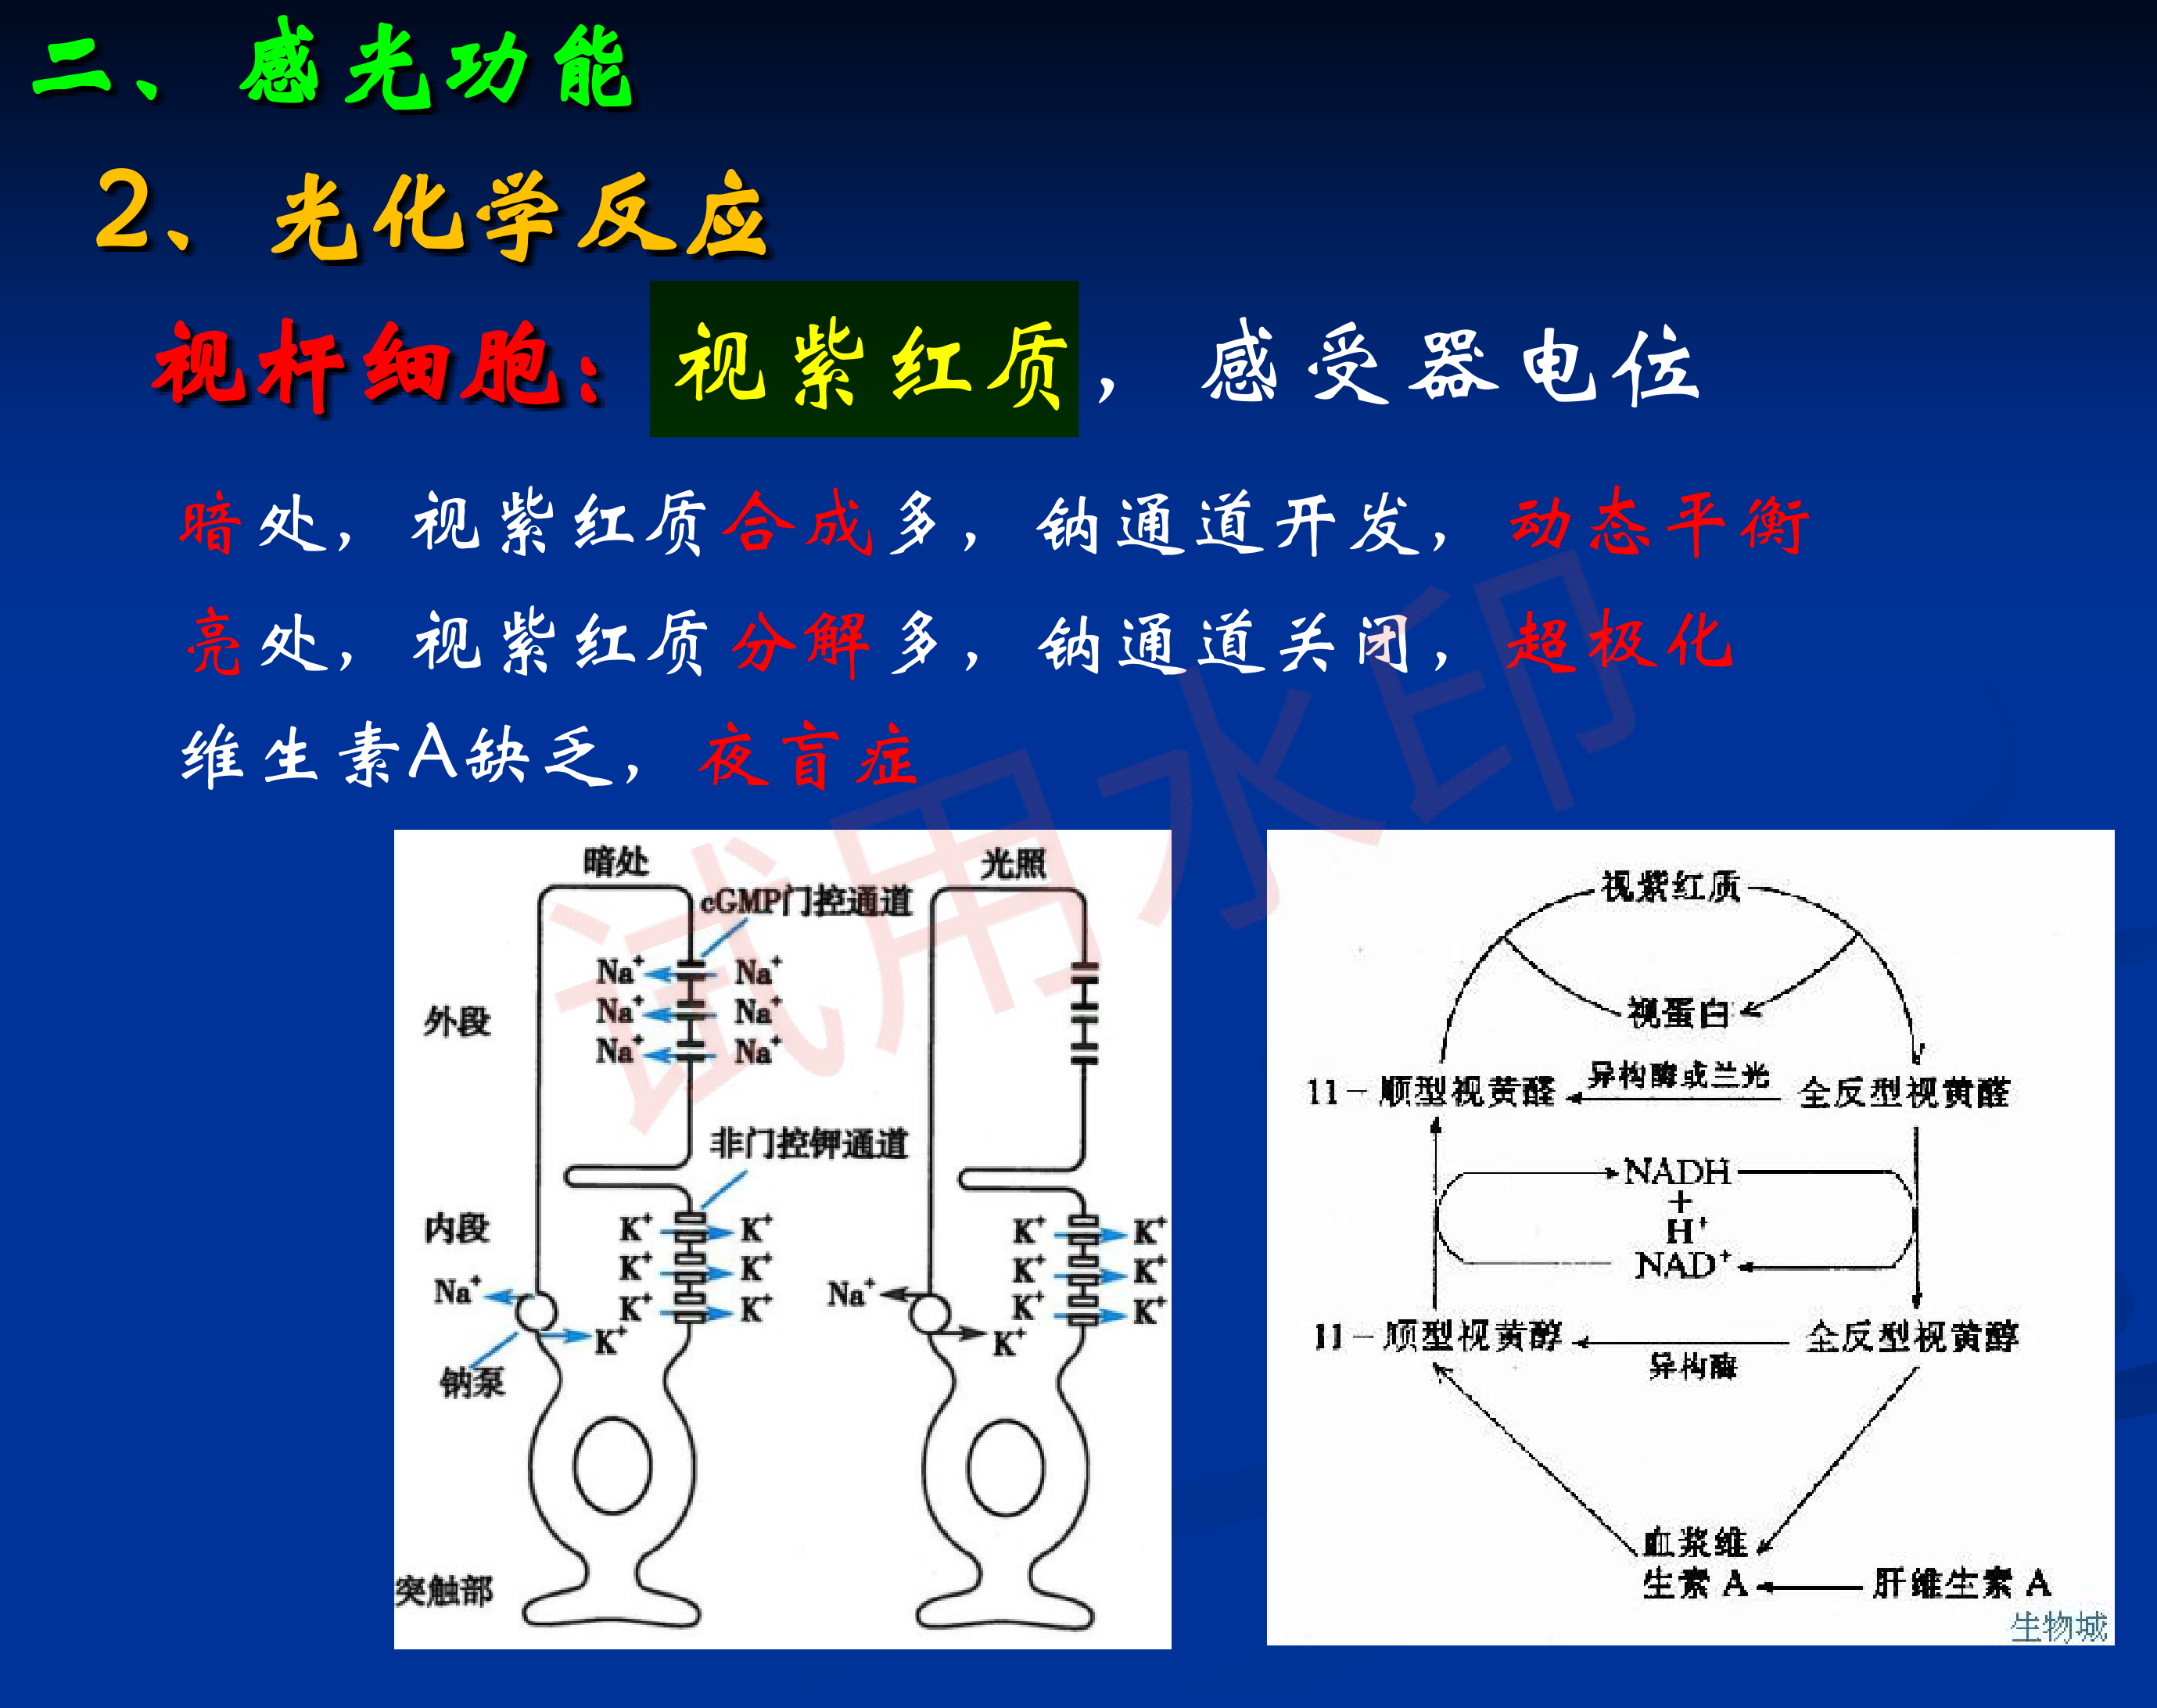 二、感光功能
2、光化学反应
视杆细胞：视紫红质，感受器电位
暗处，视紫红质合成多，钠通道开发，动态平衡
亮处，视紫红质分解多，钠通道关闭，超极化
维生素A缺乏，夜盲症
试用水印
暗处
cGMP门控通道
Na⁺ Na⁺
Na⁺ Na⁺
Na⁺ Na⁺
外段
非门控钾通道
内段
K⁺ K⁺
K⁺ K⁺
K⁺ K⁺
Na⁺
K⁺
钠泵
突触部
光照
K⁺ K⁺
K⁺ K⁺
K⁺ K⁺
Na⁺
K⁺
视紫红质
视蛋白
异构酶或兰光
11－顺型视黄醛 全反型视黄醛
NADH
+
H⁺
NAD⁺
11－顺型视黄醇 全反型视黄醇
异构酶
血浆维
生素 A 肝维生素 A
生物城